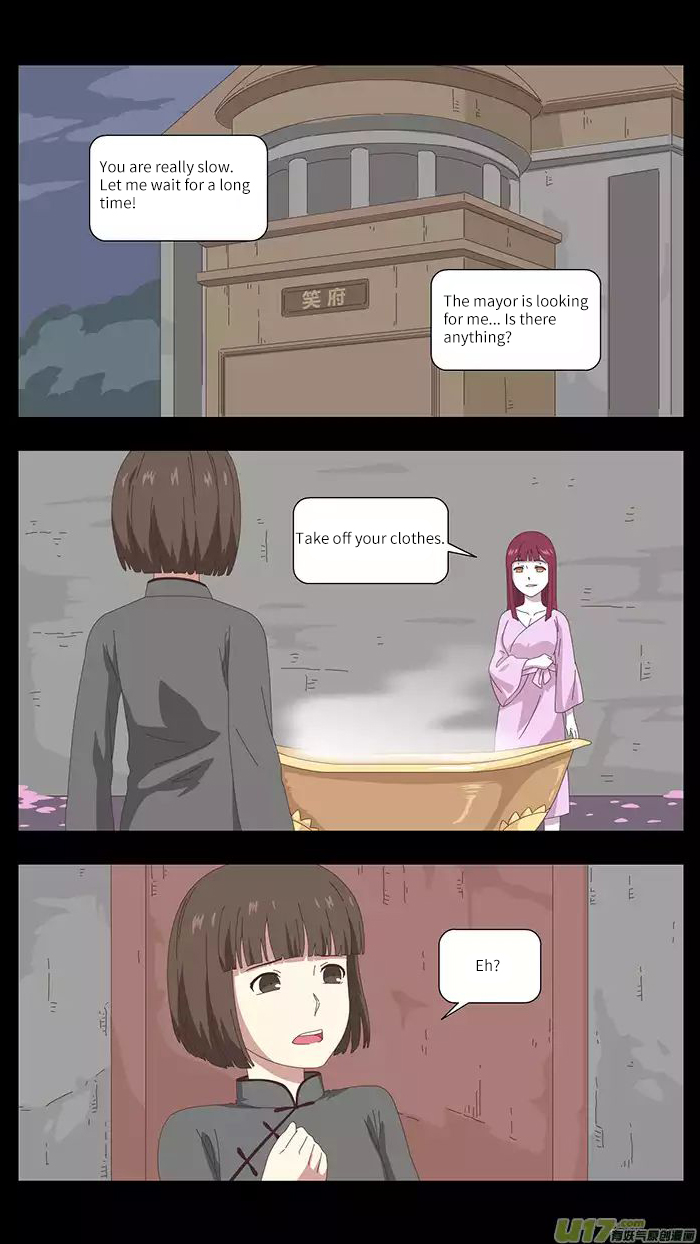 You are really slow.
Let me wait for a long
time!
笑府
The mayor is looking
for me... Is there
anything?
Take off your clothes.
Eh?
U17.com
有妖气原创漫画